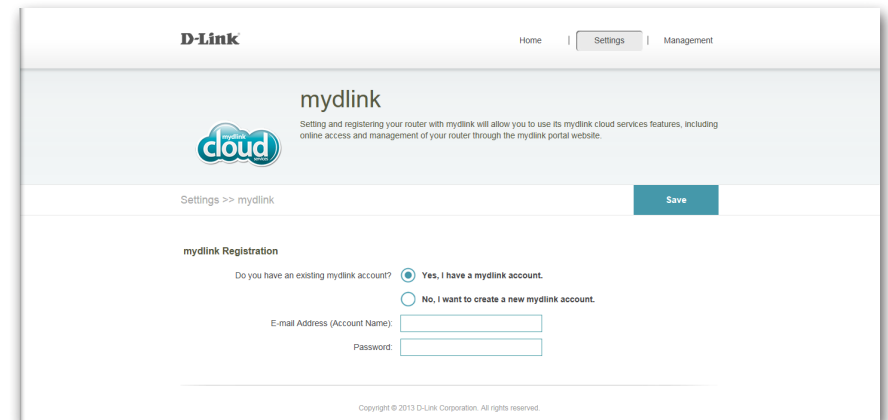 D-Link
Home | Settings | Management
mydlink
Setting and registering your router with mydlink will allow you to use its mydlink cloud services features, including
online access and management of your router through the mydlink portal website.
mydlink
cloud
services
Settings >> mydlink
Save
mydlink Registration
Do you have an existing mydlink account? Yes, I have a mydlink account.
No, I want to create a new mydlink account.
E-mail Address (Account Name):
Password:
Copyright © 2013 D-Link Corporation. All rights reserved.